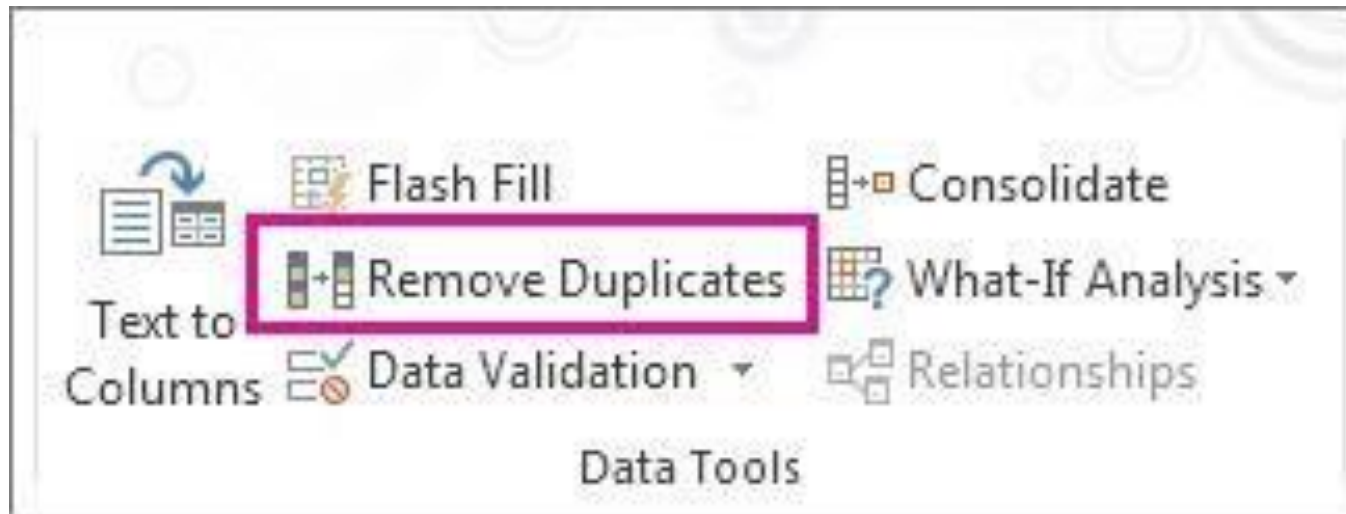 Text to
Columns
Flash Fill
Remove Duplicates
Data Validation
Consolidate
What-If Analysis
Relationships
Data Tools